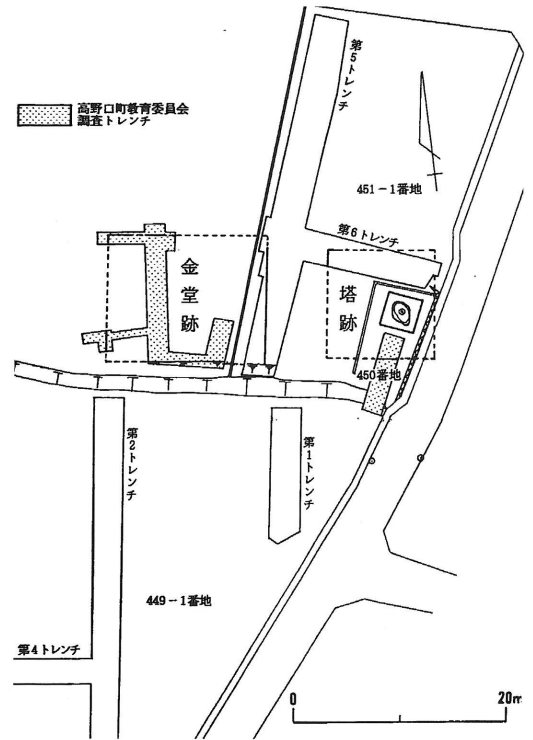 第5トレンチ
高野口町教育委員会
調査トレンチ
451-1番地
第6トレンチ
金堂跡
塔跡
450番地
第2トレンチ
第1トレンチ
449-1番地
第4トレンチ
0 20m